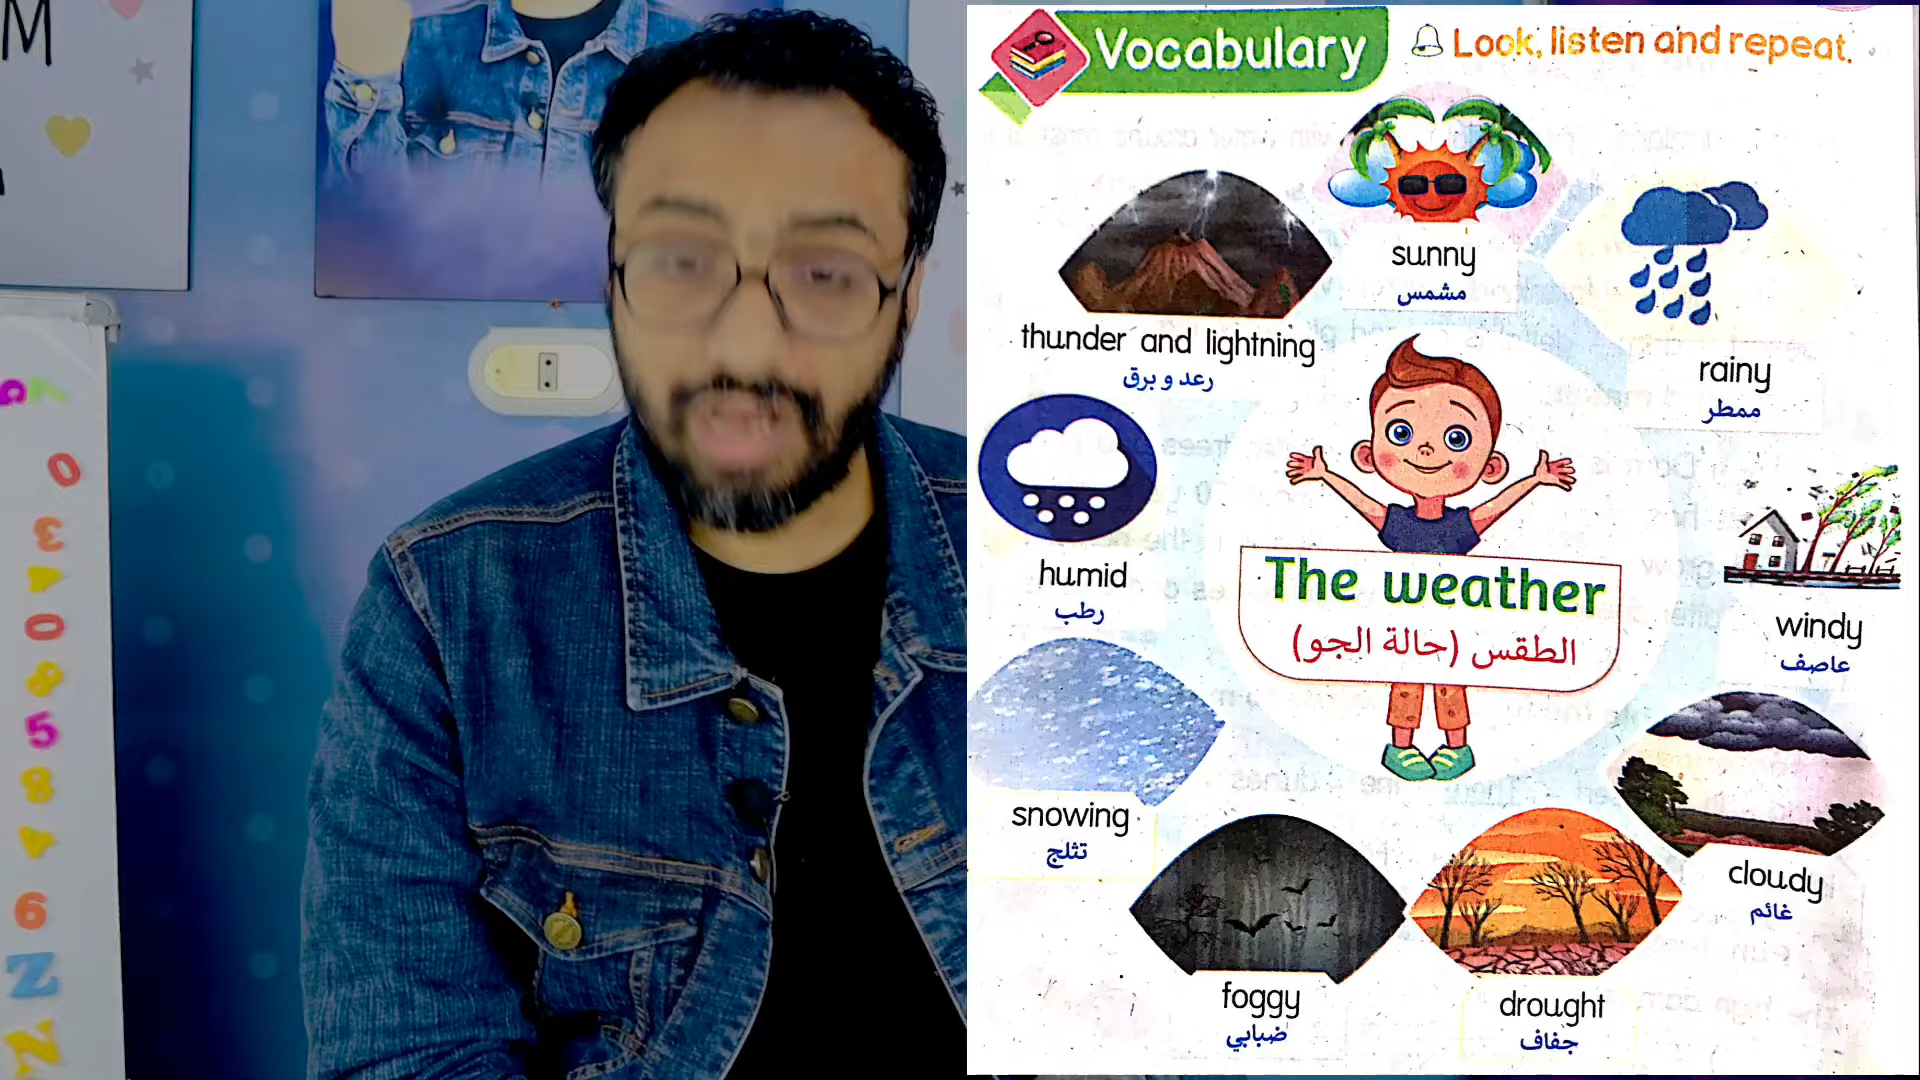 M
Vocabulary
Look, listen and repeat.
sunny
مشمس
thunder and lightning
رعد و برق
rainy
ممطر
humid
رطب
The weather
الطقس (حالة الجو)
windy
عاصف
snowing
تثلج
cloudy
غائم
foggy
ضبابي
drought
جفاف